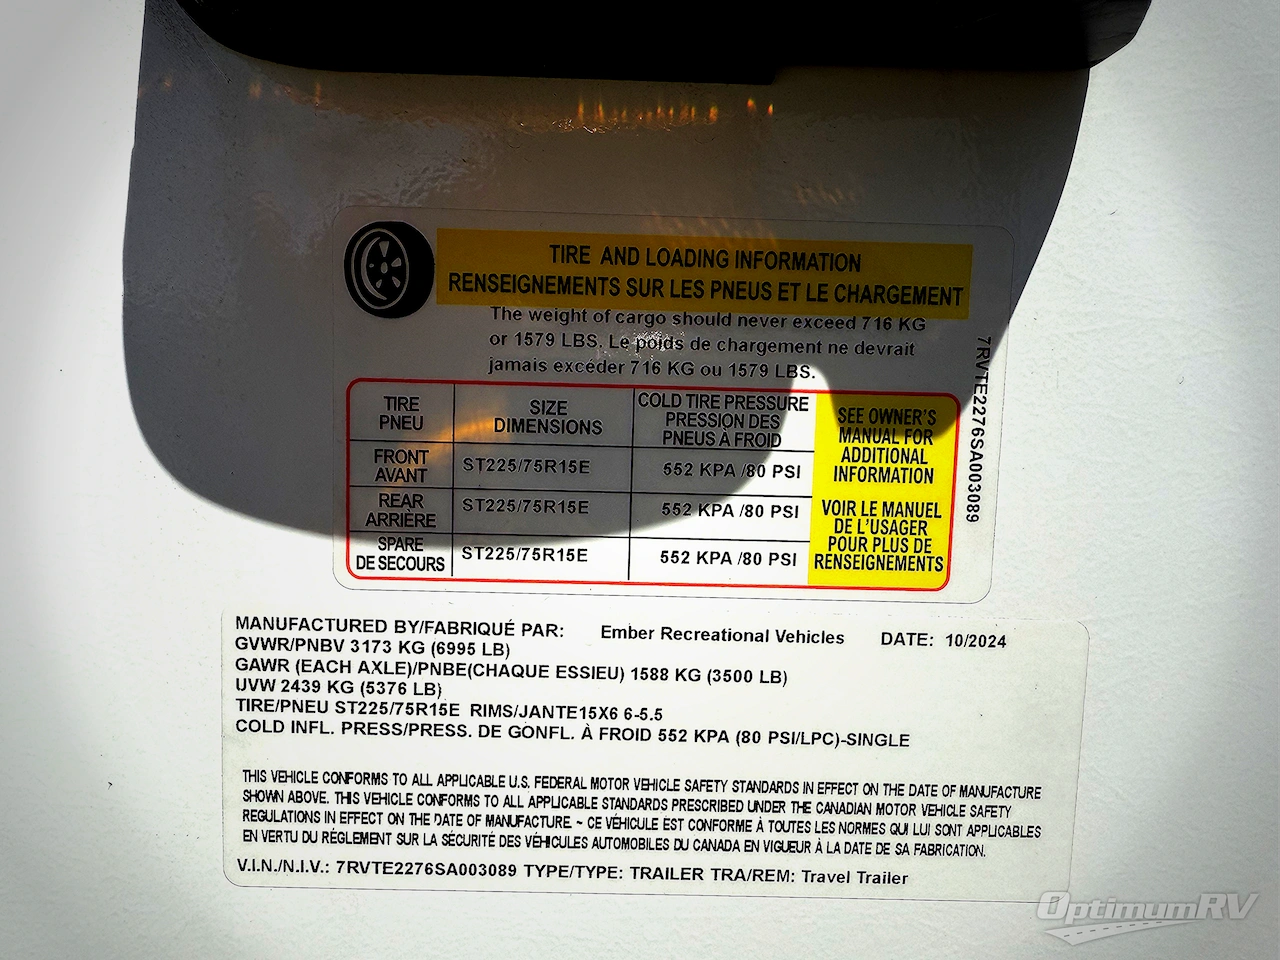 TIRE AND LOADING INFORMATION
RENSEIGNEMENTS SUR LES PNEUS ET LE CHARGEMENT
The weight of cargo should never exceed 716 KG
or 1579 LBS. Le poids de chargement ne devrait
jamais excéder 716 KG ou 1579 LBS.
TIRE
PNEU
SIZE
DIMENSIONS
COLD TIRE PRESSURE
PRESSION DES
PNEUS À FROID
FRONT
AVANT
ST225/75R15E
552 KPA /80 PSI
REAR
ARRIÈRE
ST225/75R15E
552 KPA /80 PSI
SPARE
DE SECOURS
ST225/75R15E
552 KPA /80 PSI
SEE OWNER'S
MANUAL FOR
ADDITIONAL
INFORMATION
VOIR LE MANUEL
DE L'USAGER
POUR PLUS DE
RENSEIGNEMENTS
7RVTE2276SA003089
MANUFACTURED BY/FABRIQUÉ PAR: Ember Recreational Vehicles DATE: 10/2024
GVWR/PNBV 3173 KG (6995 LB)
GAWR (EACH AXLE)/PNBE(CHAQUE ESSIEU) 1588 KG (3500 LB)
UVW 2439 KG (5376 LB)
TIRE/PNEU ST225/75R15E RIMS/JANTE15X6 6-5.5
COLD INFL. PRESS/PRESS. DE GONFL. À FROID 552 KPA (80 PSI/LPC)-SINGLE
THIS VEHICLE CONFORMS TO ALL APPLICABLE U.S. FEDERAL MOTOR VEHICLE SAFETY STANDARDS IN EFFECT ON THE DATE OF MANUFACTURE
SHOWN ABOVE. THIS VEHICLE CONFORMS TO ALL APPLICABLE STANDARDS PRESCRIBED UNDER THE CANADIAN MOTOR VEHICLE SAFETY
REGULATIONS IN EFFECT ON THE DATE OF MANUFACTURE. ~ CE VÉHICULE EST CONFORME À TOUTES LES NORMES QUI LUI SONT APPLICABLES
EN VERTU DU RÉGLEMENT SUR LA SÉCURITÉ DES VÉHICULES AUTOMOBILES DU CANADA EN VIGUEUR À LA DATE DE SA FABRICATION.
V.I.N./N.I.V.: 7RVTE2276SA003089 TYPE/TYPE: TRAILER TRA/REM: Travel Trailer
OptimumRV